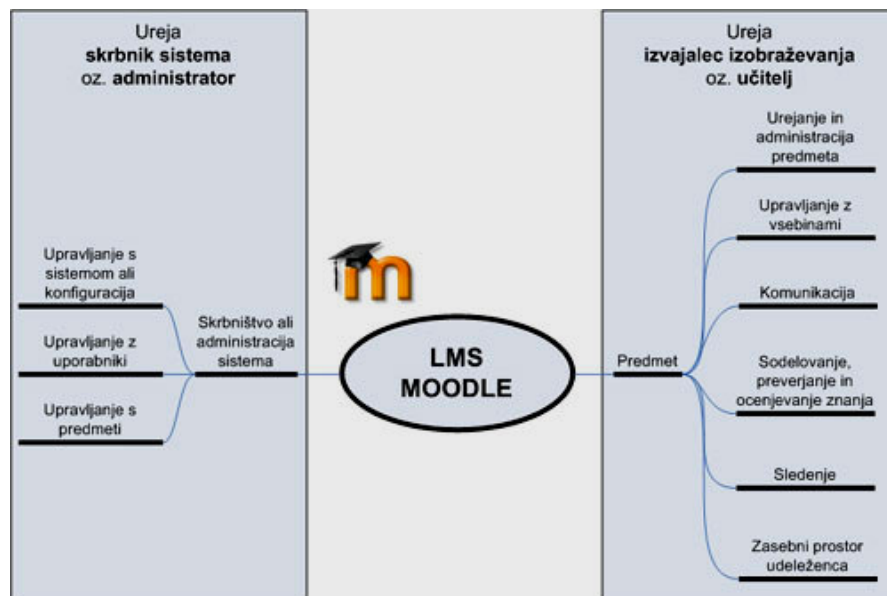 Ureja
skrbnik sistema
oz. administrator
Upravljanje s
sistemom ali
konfiguracija
Upravljanje z
uporabniki
Upravljanje s
predmeti
Skrbništvo ali
administracija
sistema
m
LMS
MOODLE
Ureja
izvajalec izobraževanja
oz. učitelj
Predmet
Urejanje in
administracija
predmeta
Upravljanje z
vsebinami
Komunikacija
Sodelovanje,
preverjanje in
ocenjevanje znanja
Sledenje
Zasebni prostor
udeleženca